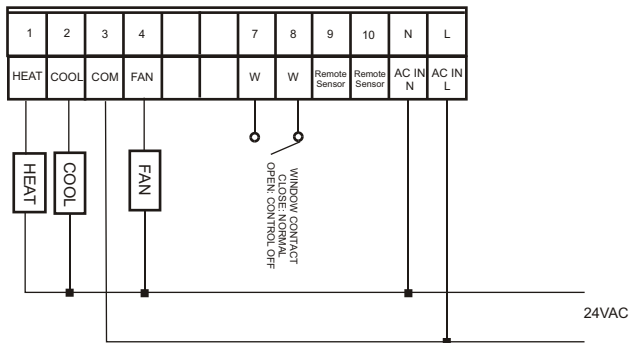 1 2 3 4 7 8 9 10 N L
HEAT COOL COM FAN W W Remote Sensor Remote Sensor AC IN N AC IN L
HEAT
COOL
FAN
WINDOW CONTACT
CLOSE: NORMAL
OPEN: CONTROL OFF
24VAC